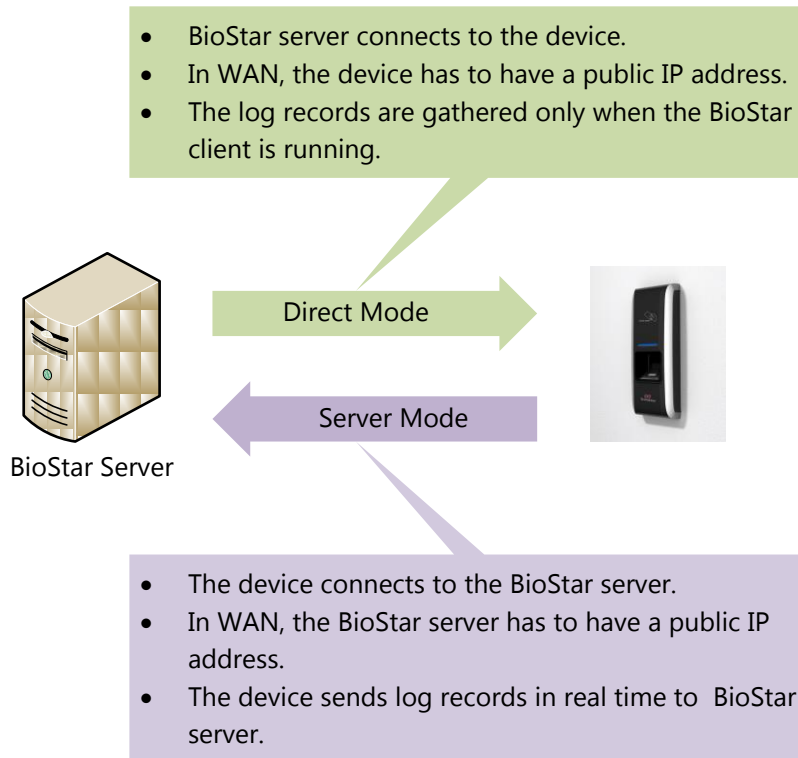 • BioStar server connects to the device.
• In WAN, the device has to have a public IP address.
• The log records are gathered only when the BioStar
client is running.
Direct Mode
Server Mode
BioStar Server
• The device connects to the BioStar server.
• In WAN, the BioStar server has to have a public IP
address.
• The device sends log records in real time to BioStar
server.